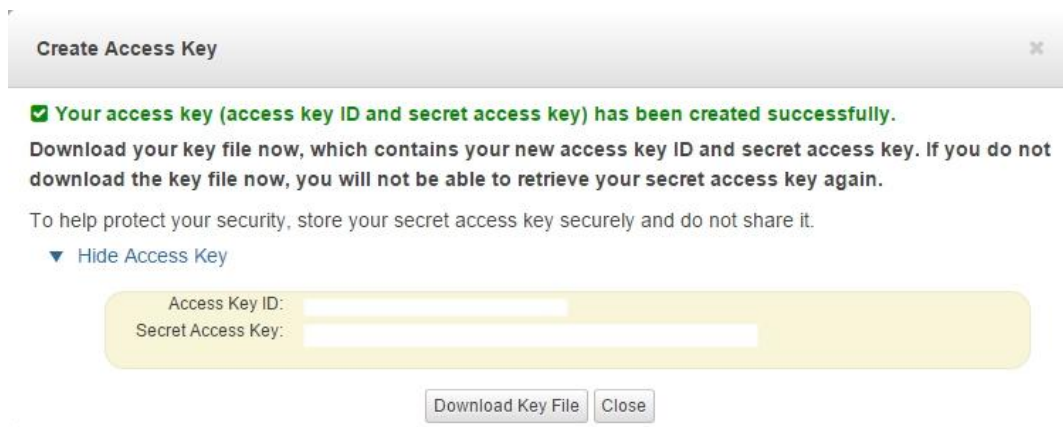 Create Access Key
Your access key (access key ID and secret access key) has been created successfully.
Download your key file now, which contains your new access key ID and secret access key. If you do not
download the key file now, you will not be able to retrieve your secret access key again.
To help protect your security, store your secret access key securely and do not share it.
Hide Access Key
Access Key ID:
Secret Access Key:
Download Key File Close